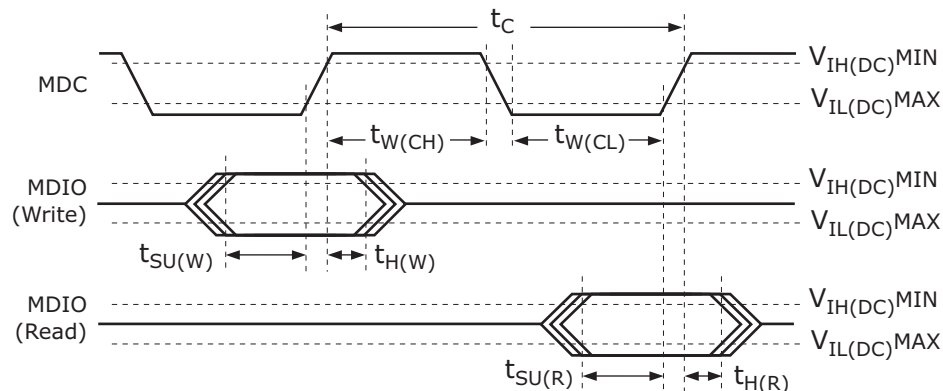 tC
MDC
VIH(DC)MIN
VIL(DC)MAX
tW(CH)
tW(CL)
MDIO
(Write)
VIH(DC)MIN
VIL(DC)MAX
tSU(W)
tH(W)
MDIO
(Read)
VIH(DC)MIN
VIL(DC)MAX
tSU(R)
tH(R)